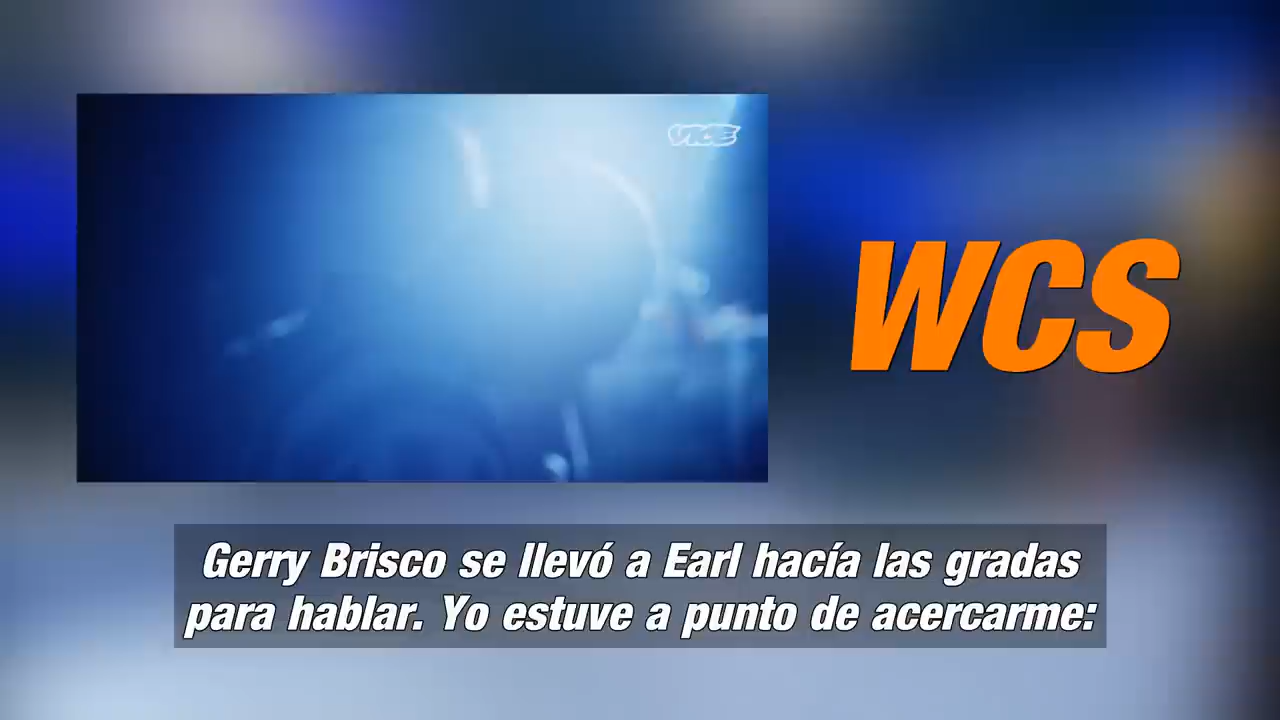 VICE
WCS
Gerry Brisco se llevó a Earl hacía las gradas
para hablar. Yo estuve a punto de acercarme: